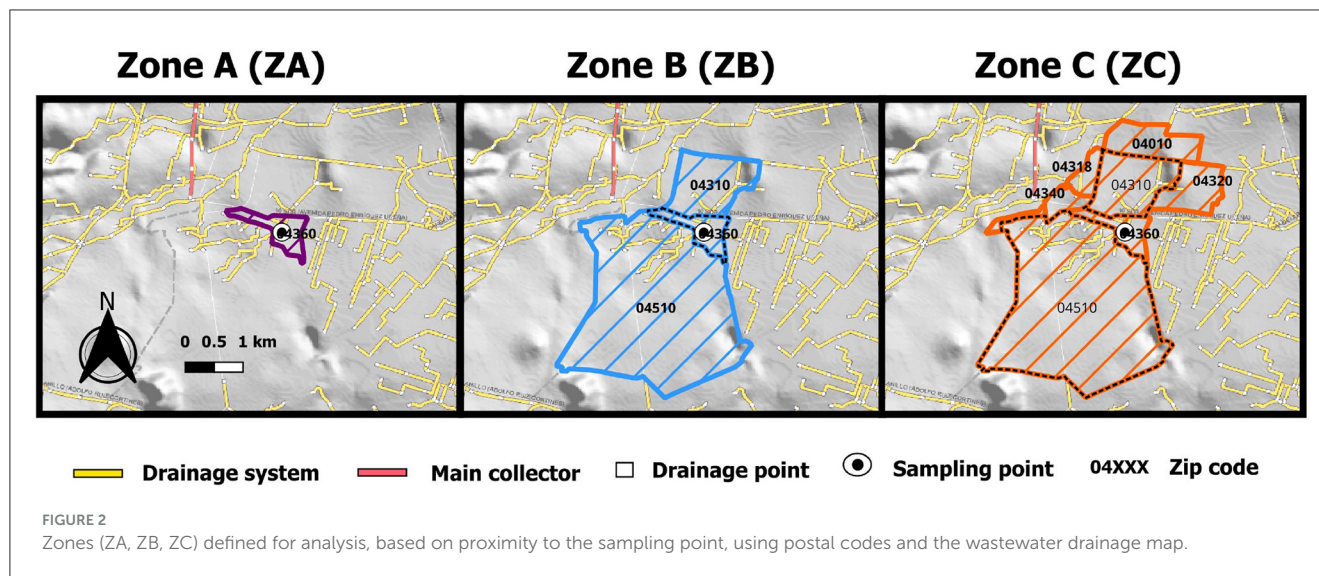 Zone A (ZA)
Zone B (ZB)
Zone C (ZC)
04360
N
0 0.5 1 km
04310
04360
04510
04010
04318
04310
04320
04340
04360
04510
Drainage system
Main collector
Drainage point
Sampling point
04XXX Zip code
FIGURE 2
Zones (ZA, ZB, ZC) defined for analysis, based on proximity to the sampling point, using postal codes and the wastewater drainage map.